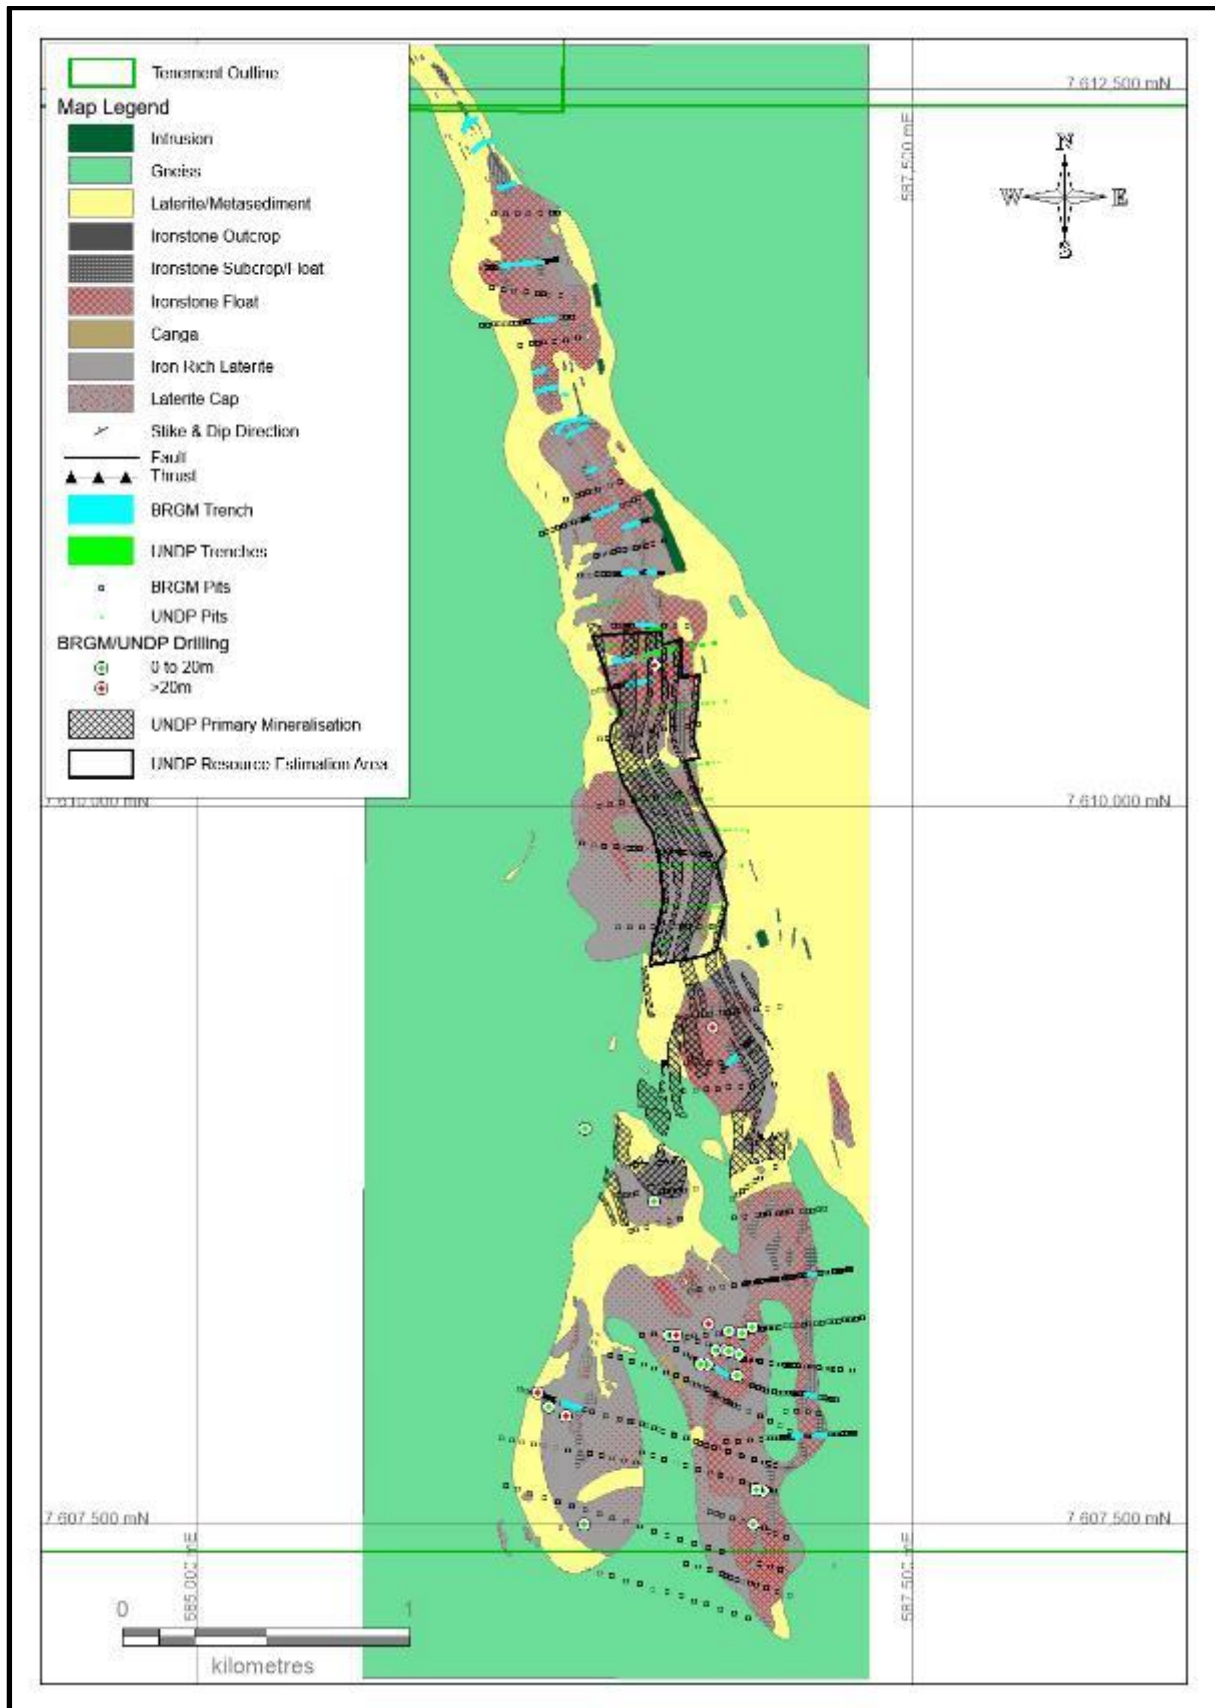 Tenement Outline
Map Legend
Intrusion
Gneiss
Laterite/Metasediment
Ironstone Outcrop
Ironstone Subcrop/Float
Ironstone Float
Canga
Iron Rich Laterite
Laterite Cap
Stike & Dip Direction
Fault
Thrust
BRGM Trench
UNDP Trenches
BRGM Pits
UNDP Pits
BRGM/UNDP Drilling
0 to 20m
>20m
UNDP Primary Mineralisation
UNDP Resource Estimation Area
7 612,500 mN
587,500 mE
N
W E
S
7 610,000 mN
7 610,000 mN
7 607,500 mN
7 607,500 mN
585,000 mE
587,500 mE
0 1
kilometres